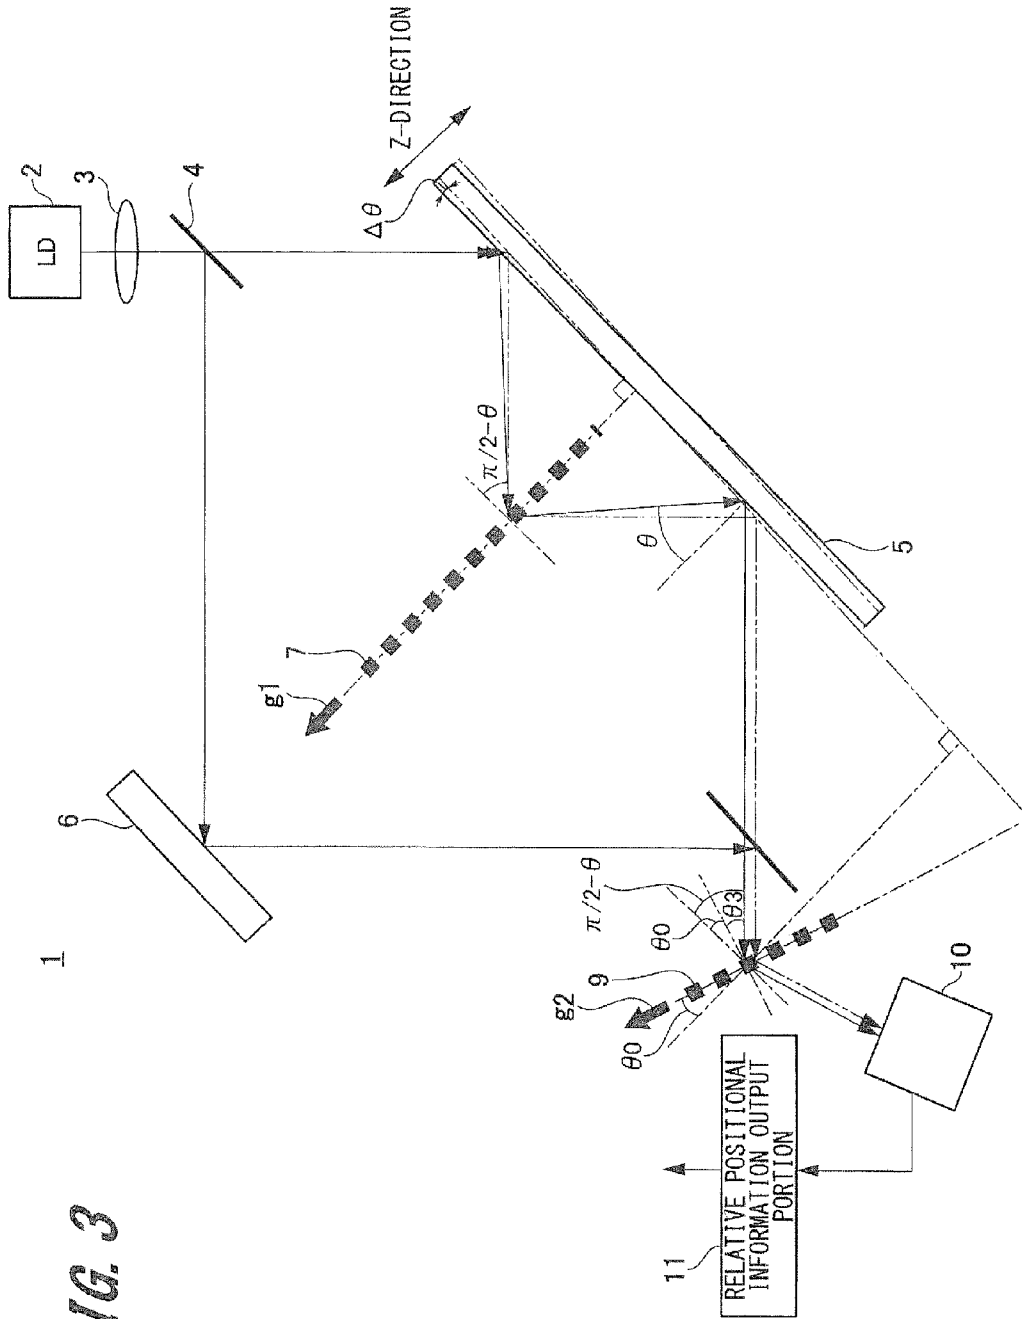 FIG. 3
1
LD
2
3
4
Δθ
Z-DIRECTION
π/2-θ
θ
5
7
g1
6
π/2-θ
θ0
θ3
9
g2
θ0
10
11
RELATIVE POSITIONAL
INFORMATION OUTPUT
PORTION